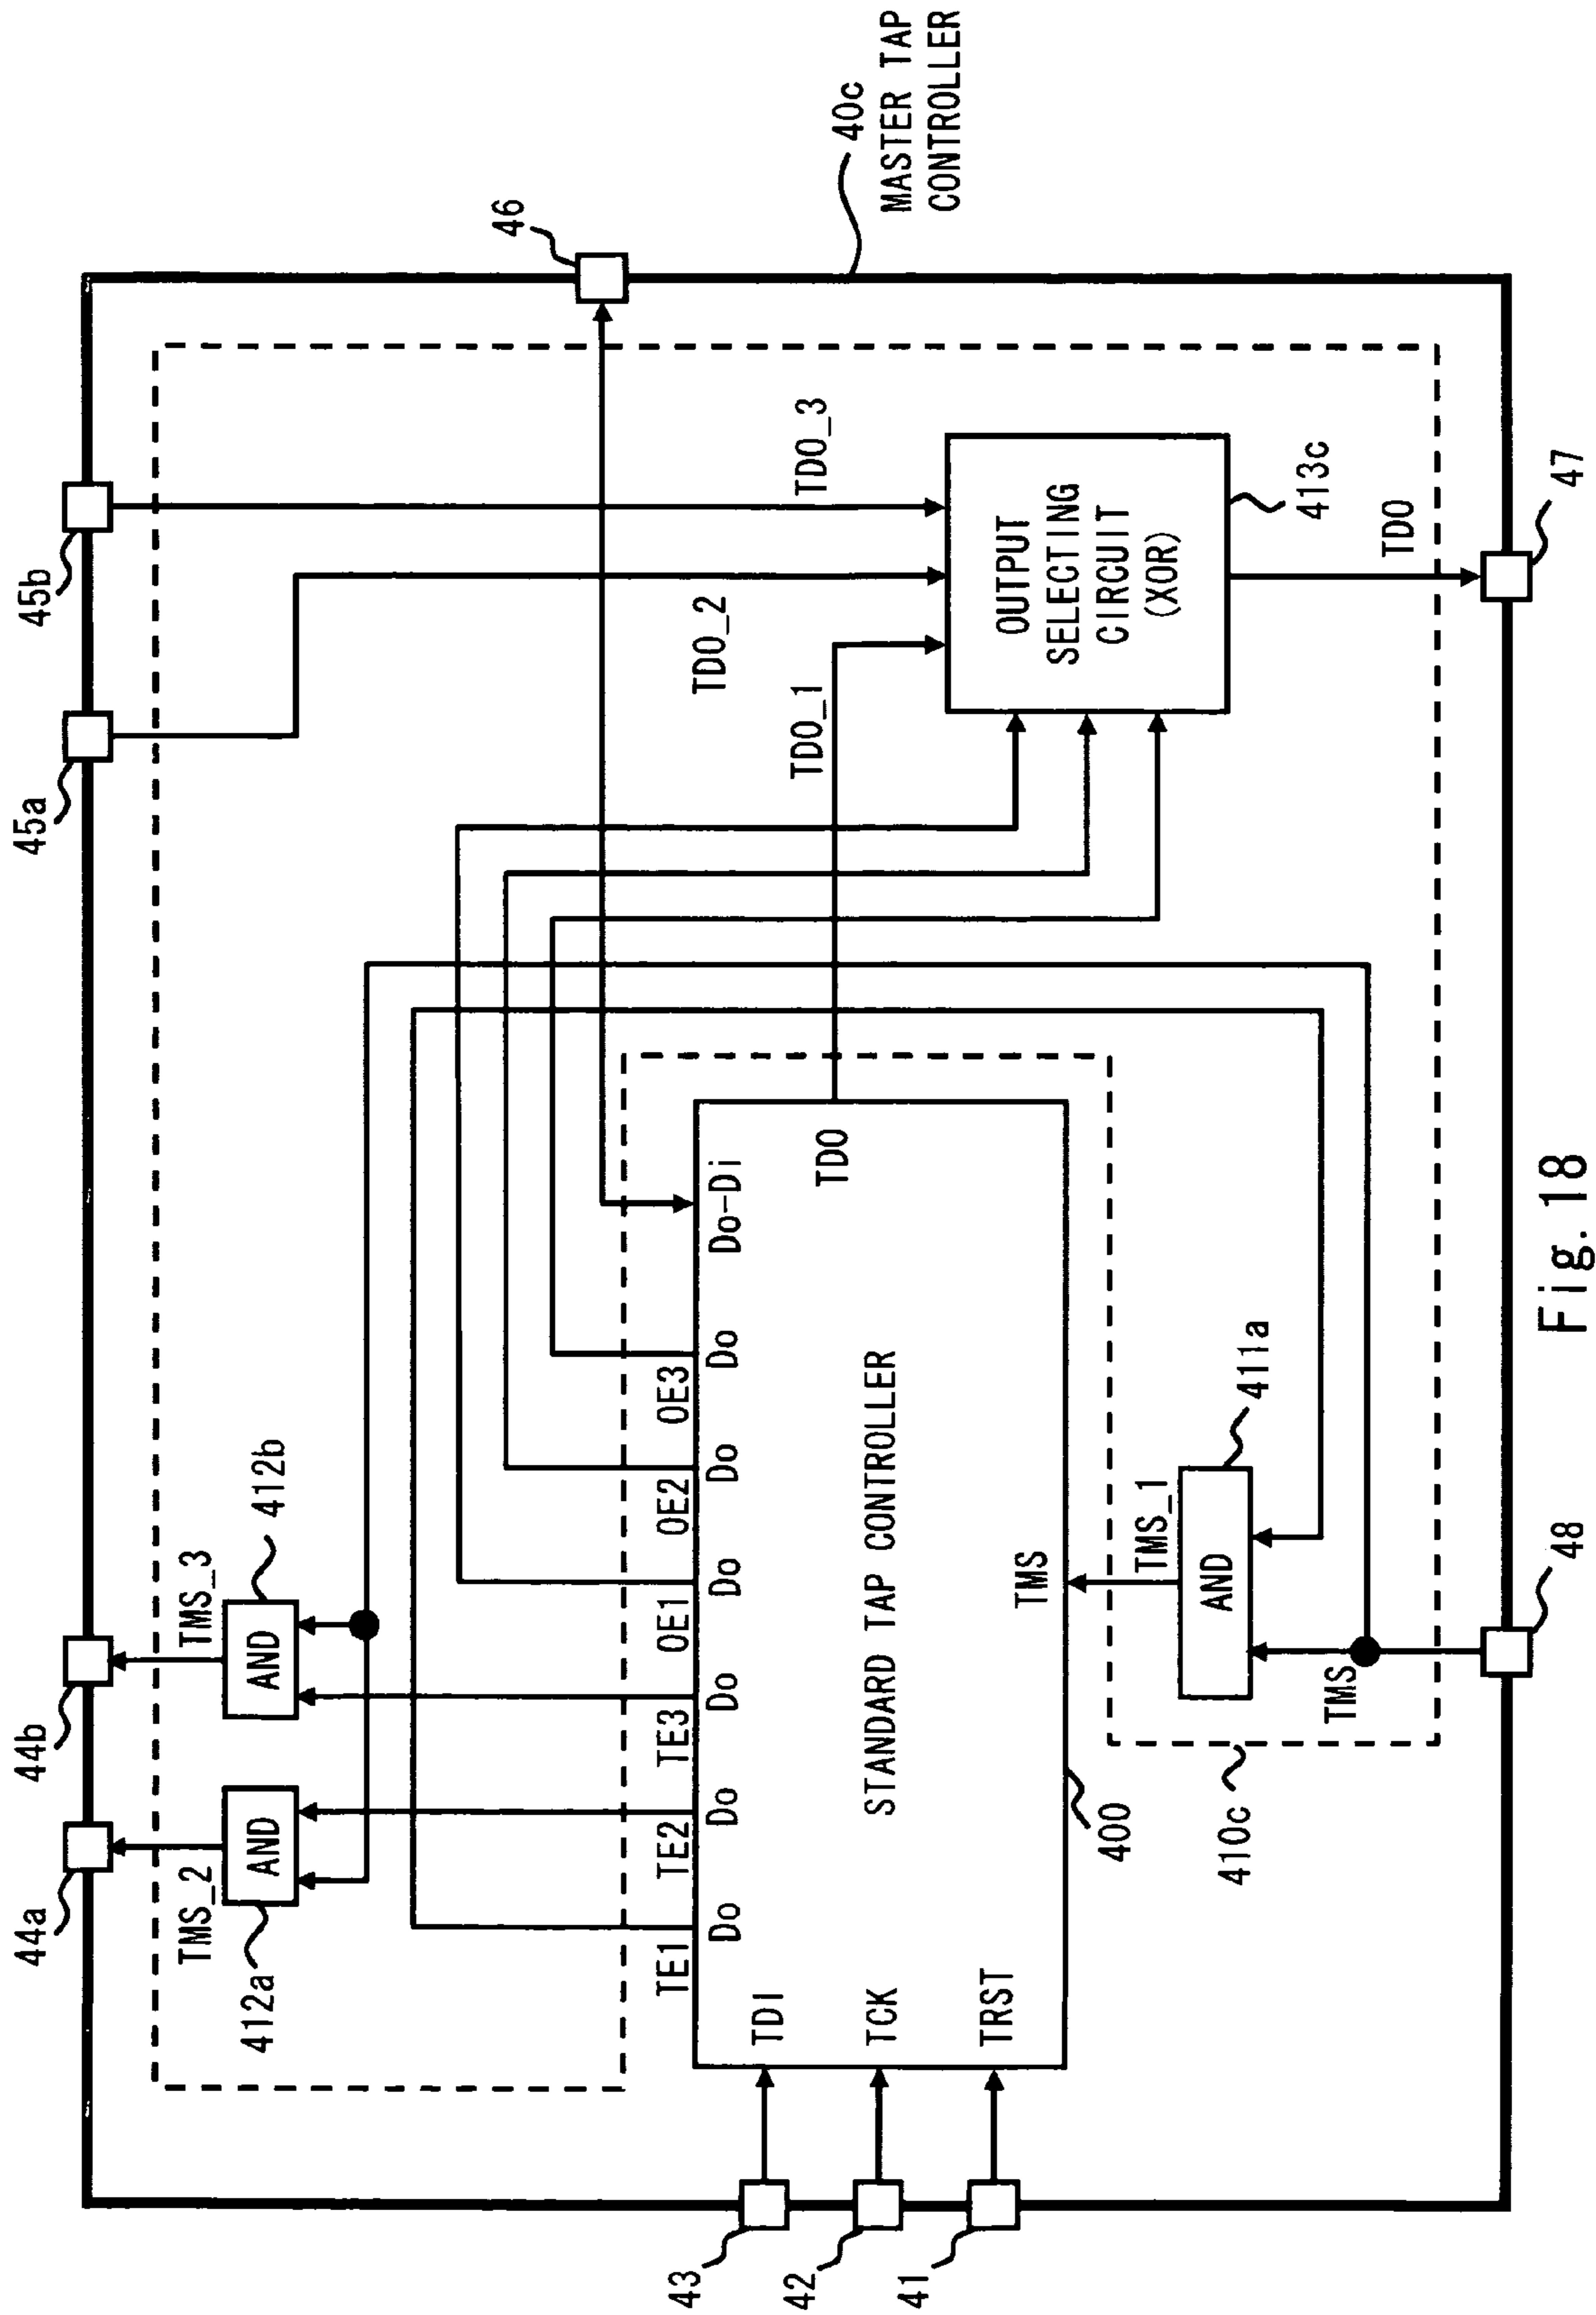 44a
44b
45a
45b
TMS_2
TMS_3
412a
AND
AND
412b
46
40c
MASTER TAP
CONTROLLER
TE1
TE2
TE3
OE1
OE2
OE3
Do
Do
Do
Do
Do
Do
Do-Di
TDO_2
TDO_1
TDO_3
43
TDI
42
TCK
41
TRST
STANDARD TAP CONTROLLER
TDO
TMS
400
OUTPUT
SELECTING
CIRCUIT
(XOR)
413c
TMS_1
AND
411a
410c
TMS
TDO
48
47
Fig. 18